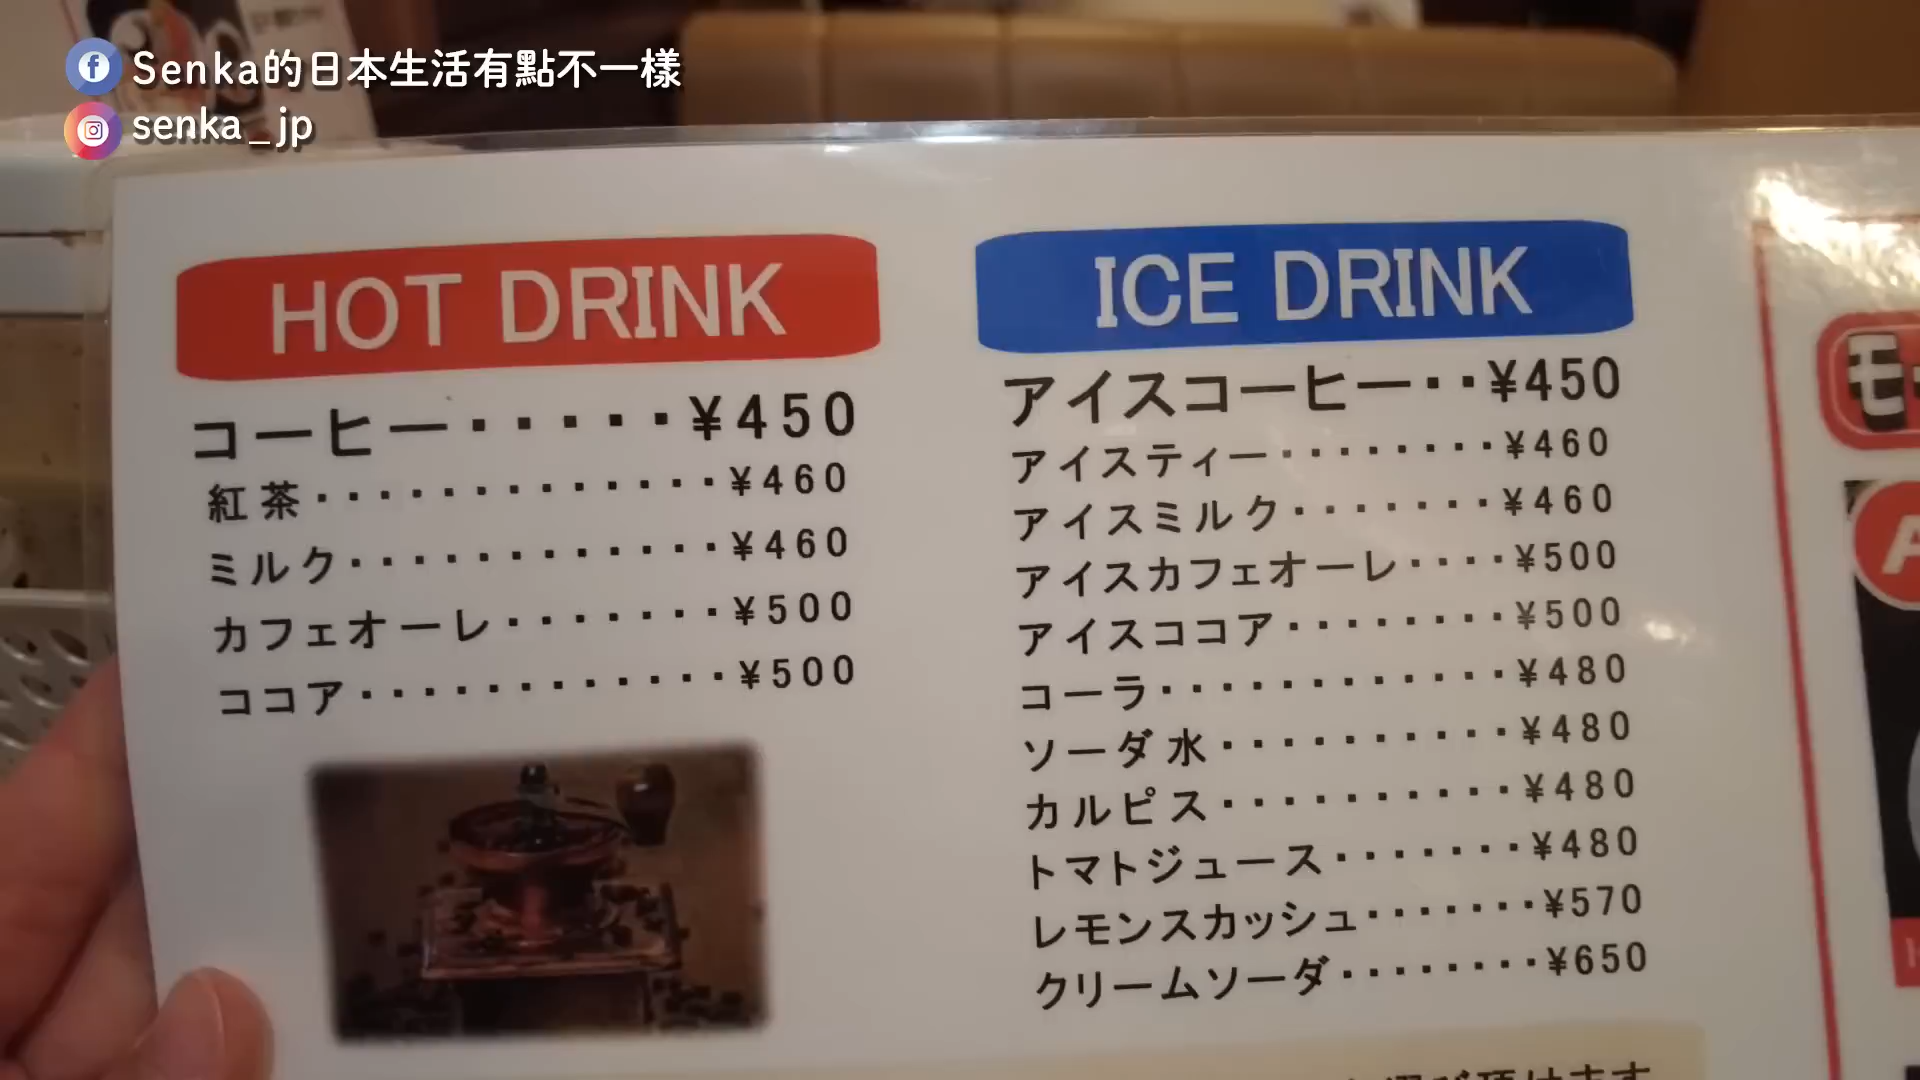 Senka的日本生活有點不一樣
senka_jp
HOT DRINK
コーヒー·····¥450
紅茶·············¥460
ミルク············¥460
カフェオーレ·······¥500
ココア············¥500
ICE DRINK
アイスコーヒー··¥450
アイスティー········¥460
アイスミルク·······¥460
アイスカフェオーレ····¥500
アイスココア········¥500
コーラ···········¥480
ソーダ水··········¥480
カルピス··········¥480
トマトジュース·······¥480
レモンスカッシュ······¥570
クリームソーダ·······¥650
モ
A